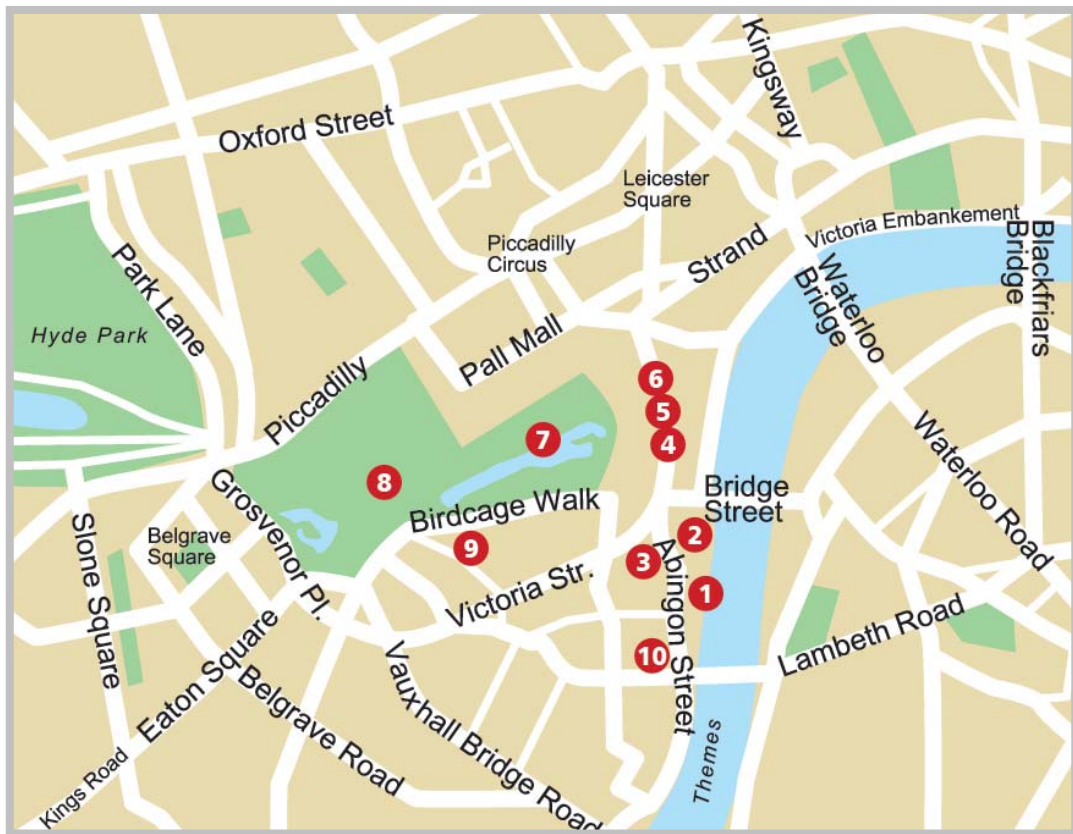 Kingsway
Oxford Street
Leicester
Square
Victoria Embankement
Blackfriars
Bridge
Strand
Piccadilly
Circus
Waterloo
Bridge
Park Lane
Hyde Park
Pall Mall
Piccadilly
6
5
4
7
8
Waterloo Road
Bridge
Street
Birdcage Walk
Grosvenor Pl.
Belgrave
Square
9
2
3
1
Slone Square
Victoria Str.
Abingon Street
Lambeth Road
10
Eaton Square
Vauxhall Bridge Road
Belgrave Road
Kings Road
Themes